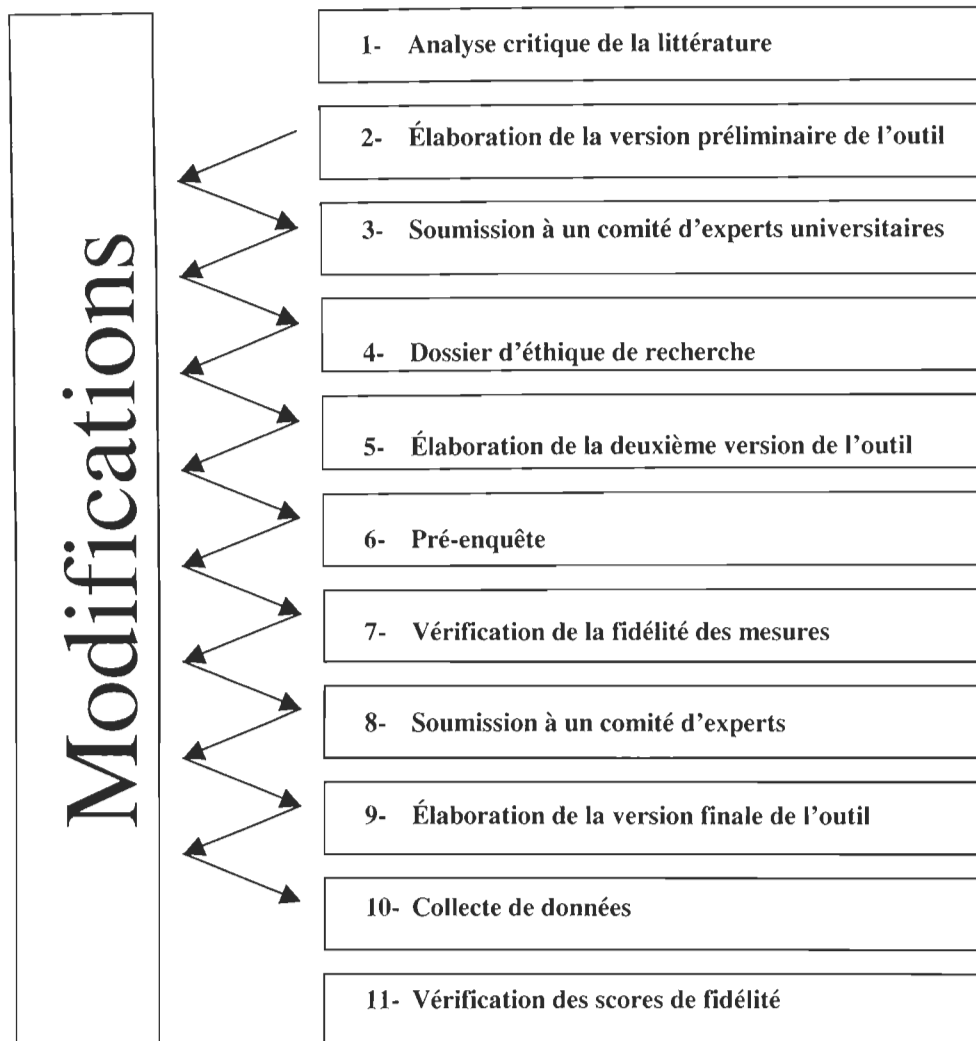 Modifications
1- Analyse critique de la littérature
2- Élaboration de la version préliminaire de l'outil
3- Soumission à un comité d'experts universitaires
4- Dossier d'éthique de recherche
5- Élaboration de la deuxième version de l'outil
6- Pré-enquête
7- Vérification de la fidélité des mesures
8- Soumission à un comité d'experts
9- Élaboration de la version finale de l'outil
10- Collecte de données
11- Vérification des scores de fidélité